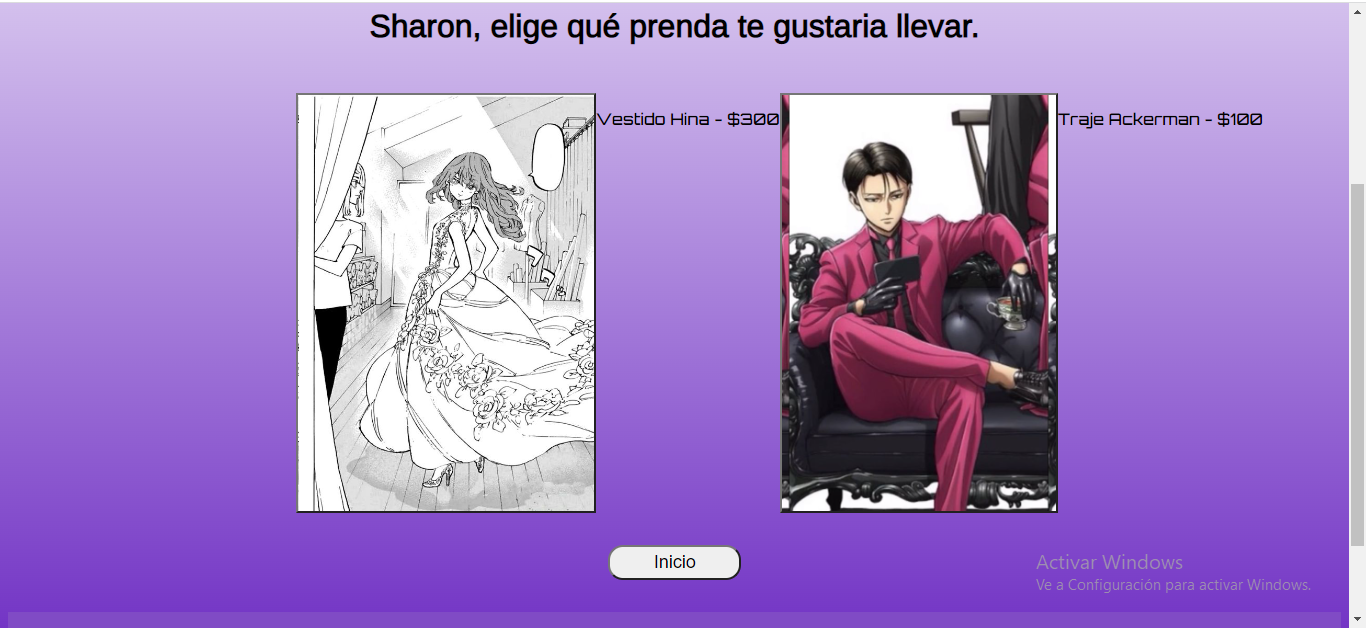 Sharon, elige qué prenda te gustaria llevar.
Vestido Hina - $300
Traje Ackerman - $100
Inicio
Activar Windows
Ve a Configuración para activar Windows.